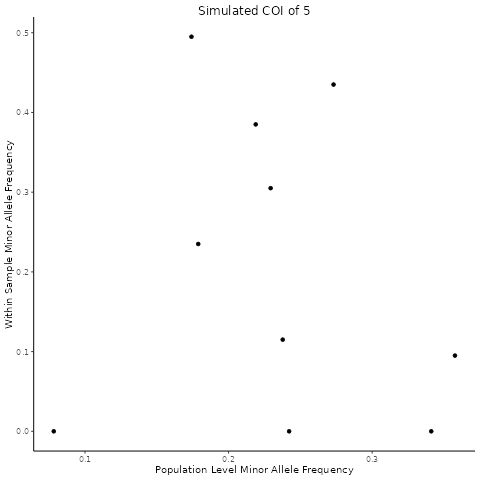 Simulated COI of 5
Within Sample Minor Allele Frequency
0.5
0.4
0.3
0.2
0.1
0.0
0.1 0.2 0.3
Population Level Minor Allele Frequency